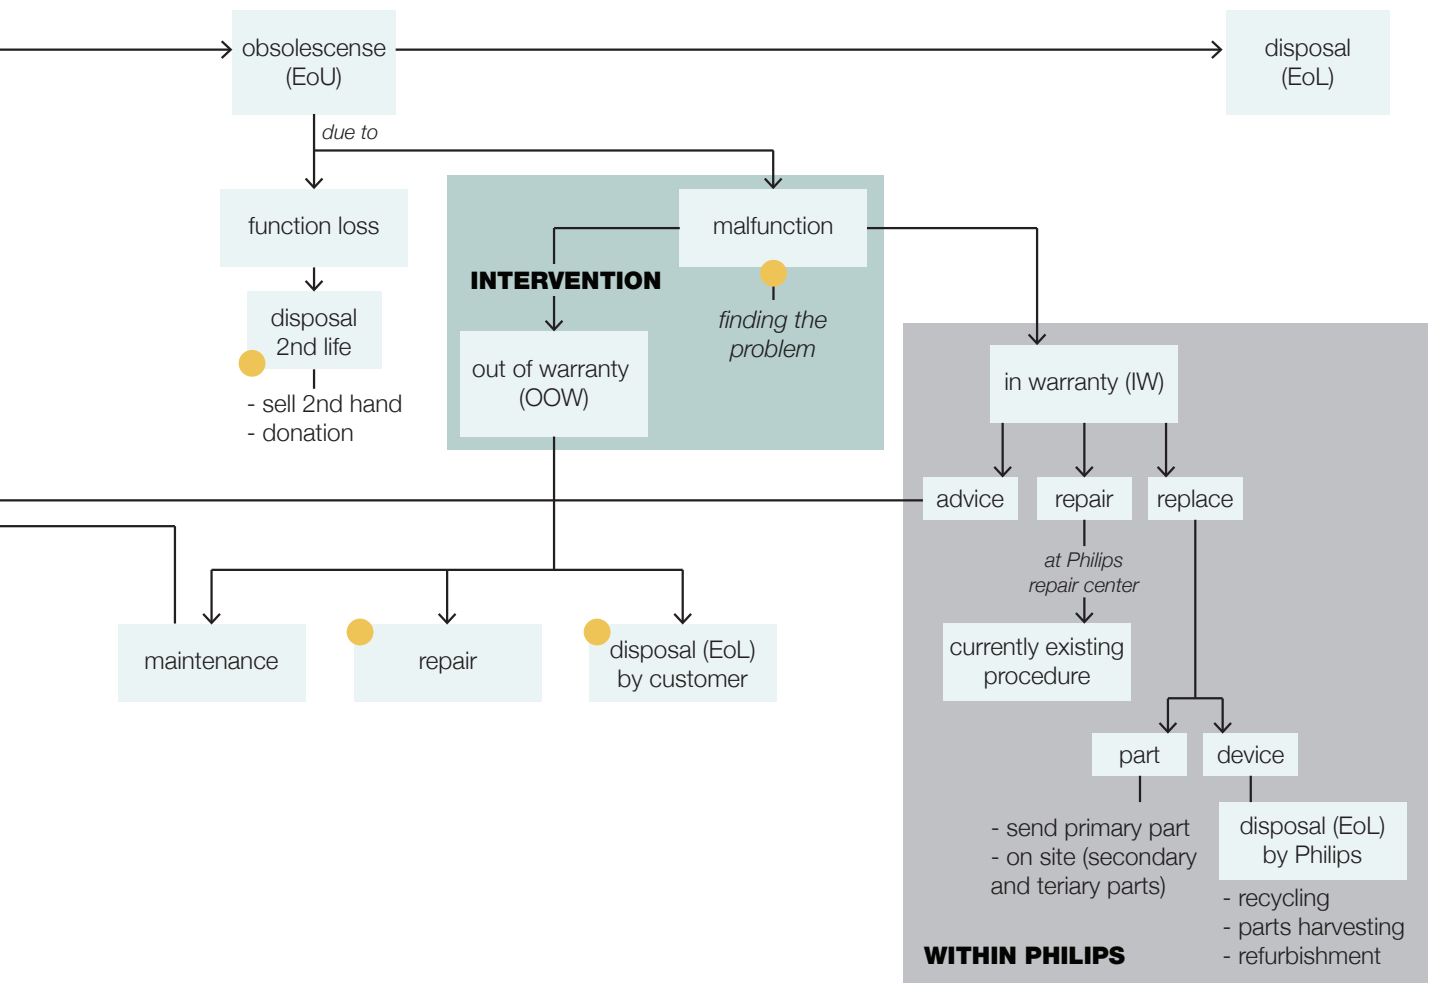 obsolescense
(EoU)
disposal
(EoL)
due to
function loss
malfunction
INTERVENTION
disposal
2nd life
finding the
problem
out of warranty
(OOW)
in warranty (IW)
- sell 2nd hand
- donation
advice
repair
replace
at Philips
repair center
maintenance
repair
disposal (EoL)
by customer
currently existing
procedure
part
device
- send primary part
- on site (secondary
and teriary parts)
disposal (EoL)
by Philips
- recycling
- parts harvesting
- refurbishment
WITHIN PHILIPS